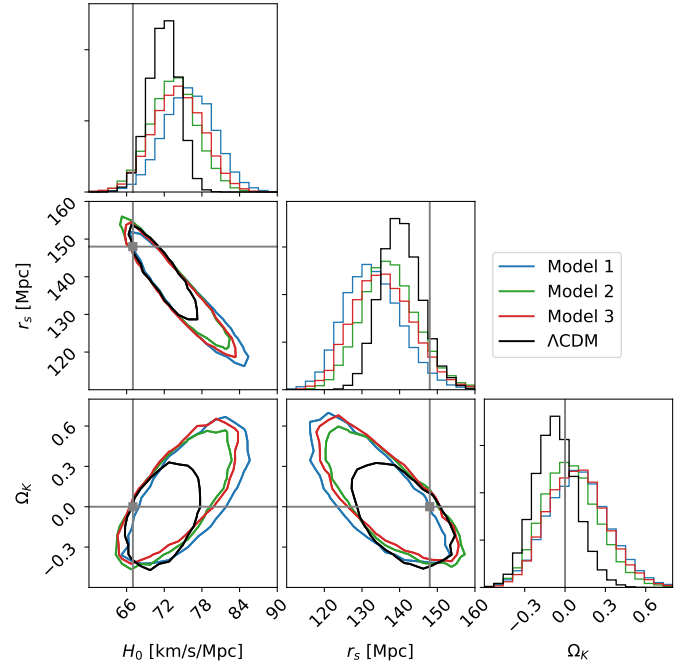 160
150
140
130
120
r_s [Mpc]
Model 1
Model 2
Model 3
ΛCDM
0.6
0.3
0.0
−0.3
Ω_K
66
72
78
84
90
H_0 [km/s/Mpc]
120
130
140
150
160
r_s [Mpc]
−0.3
0.0
0.3
0.6
Ω_K